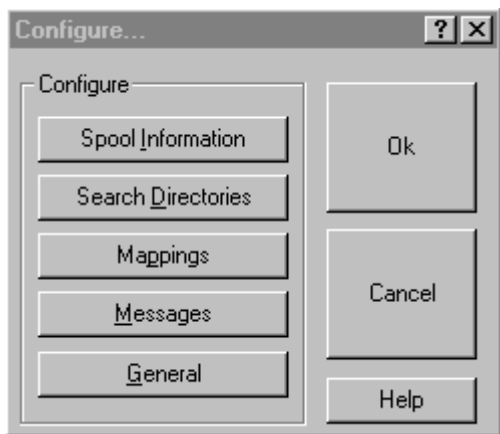 Configure...
Configure
Spool Information
Search Directories
Mappings
Messages
General
Ok
Cancel
Help